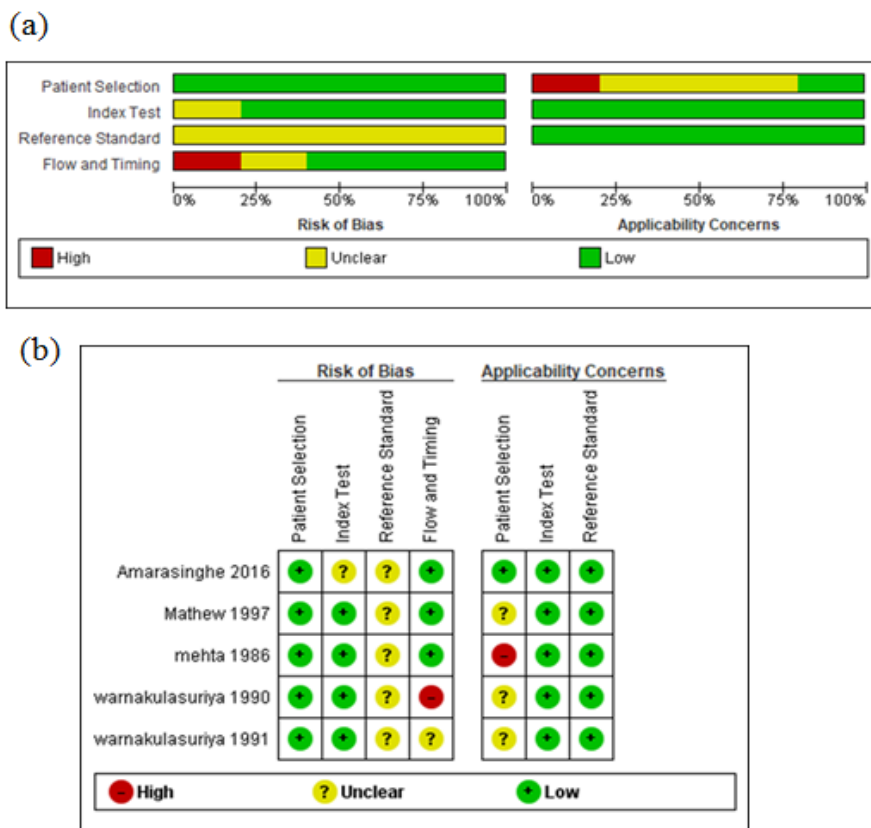 (a)
Patient Selection
Index Test
Reference Standard
Flow and Timing
0% 25% 50% 75% 100% 0% 25% 50% 75% 100%
Risk of Bias Applicability Concerns
High Unclear Low
(b)
Risk of Bias Applicability Concerns
Patient Selection
Index Test
Reference Standard
Flow and Timing
Patient Selection
Index Test
Reference Standard
Amarasinghe 2016 + ? ? + + + +
Mathew 1997 + + ? + ? + +
mehta 1986 + + ? + - + +
warnakulasuriya 1990 + + ? - ? + +
warnakulasuriya 1991 + + ? ? ? + +
- High ? Unclear + Low